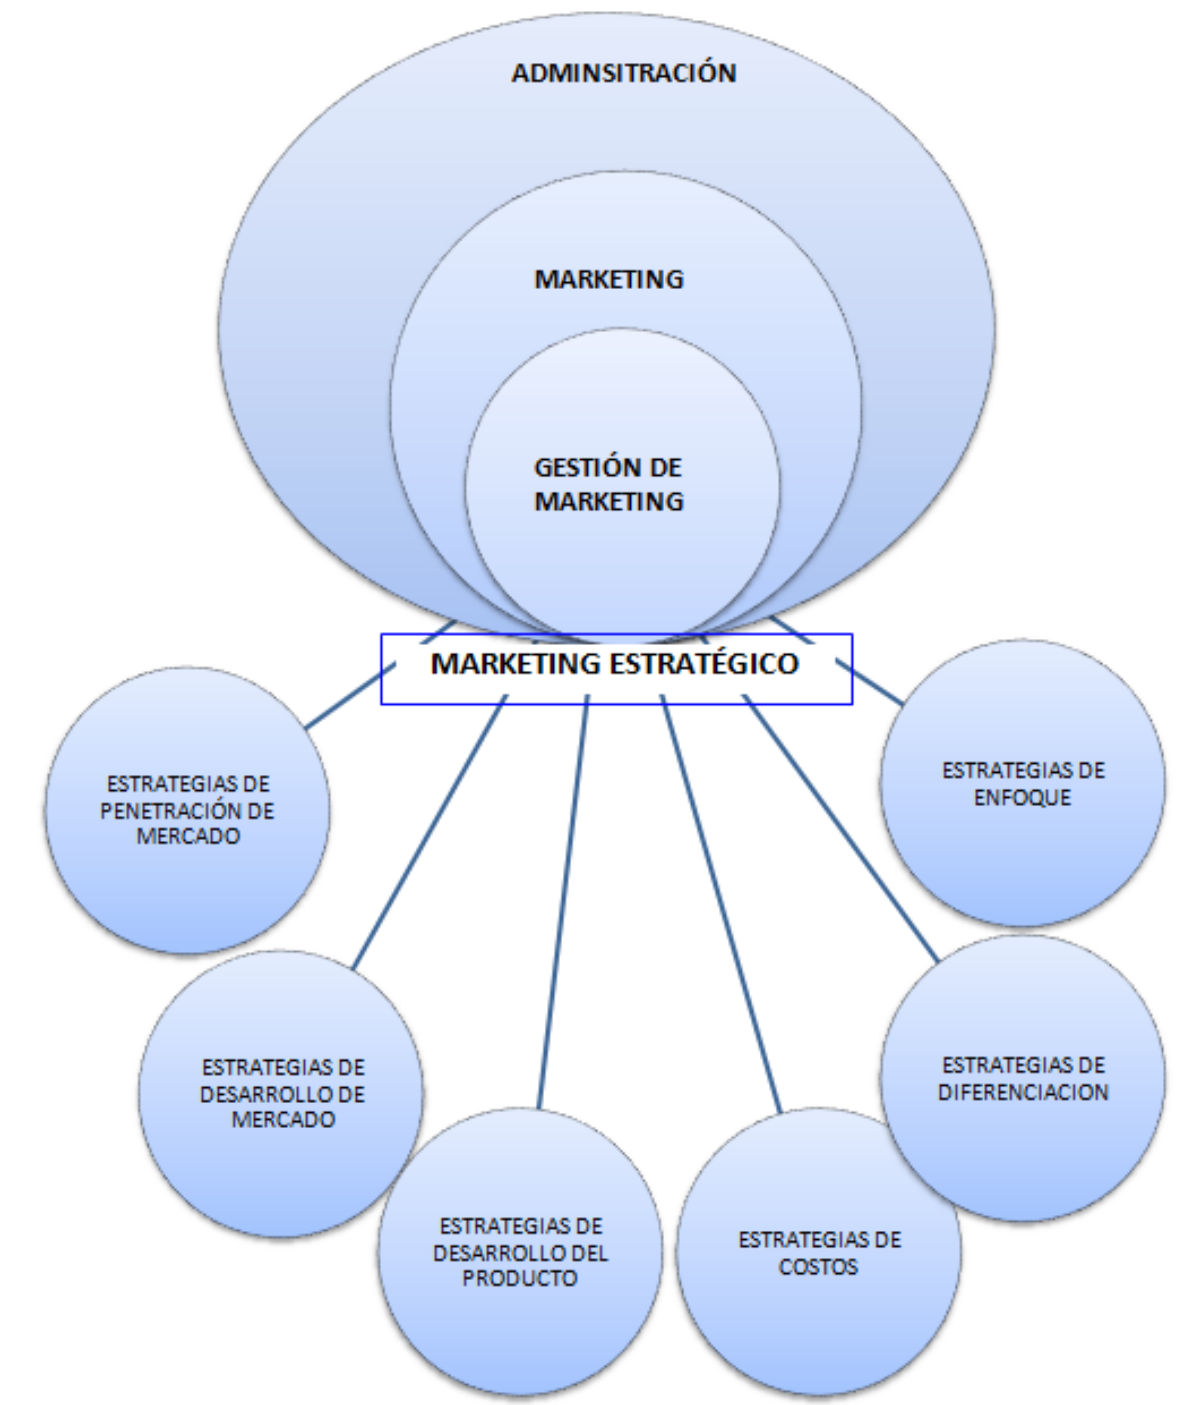 ADMINSITRACIÓN
MARKETING
GESTIÓN DE
MARKETING
MARKETING ESTRATÉGICO
ESTRATEGIAS DE
PENETRACIÓN DE
MERCADO
ESTRATEGIAS DE
DESARROLLO DE
MERCADO
ESTRATEGIAS DE
DESARROLLO DEL
PRODUCTO
ESTRATEGIAS DE
COSTOS
ESTRATEGIAS DE
DIFERENCIACION
ESTRATEGIAS DE
ENFOQUE